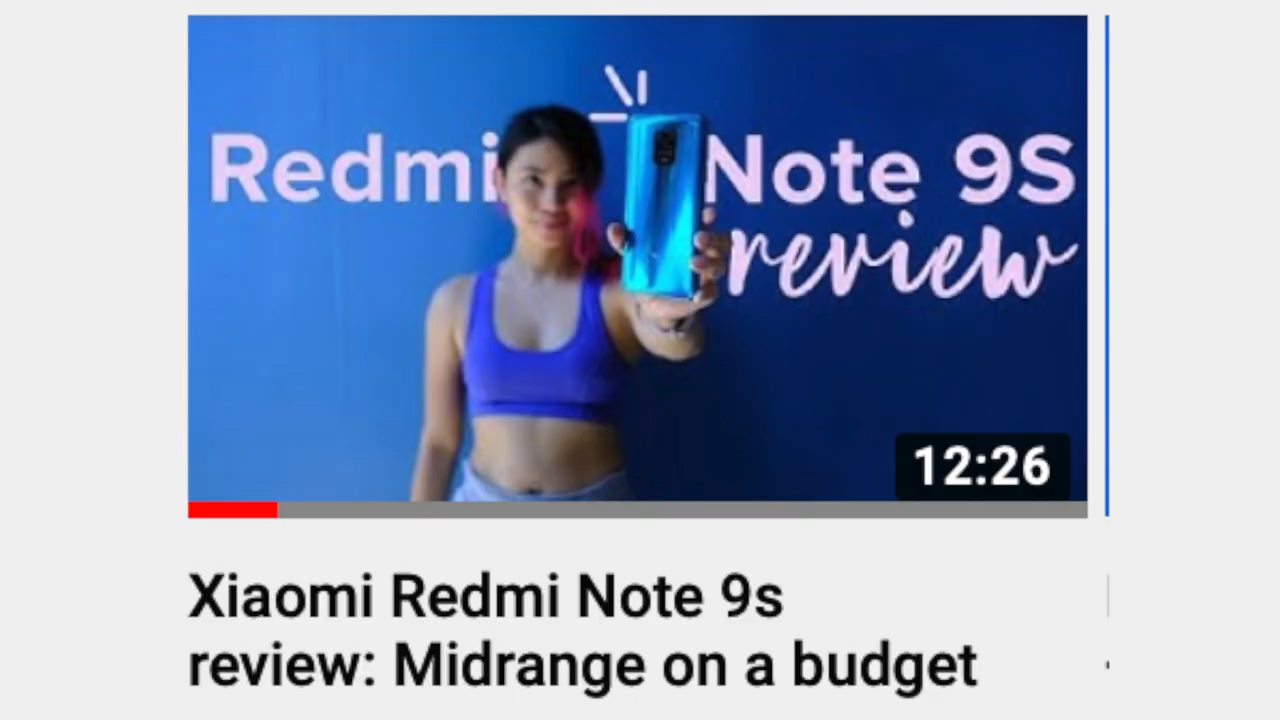 Redmi Note 9S
review
12:26
Xiaomi Redmi Note 9s
review: Midrange on a budget